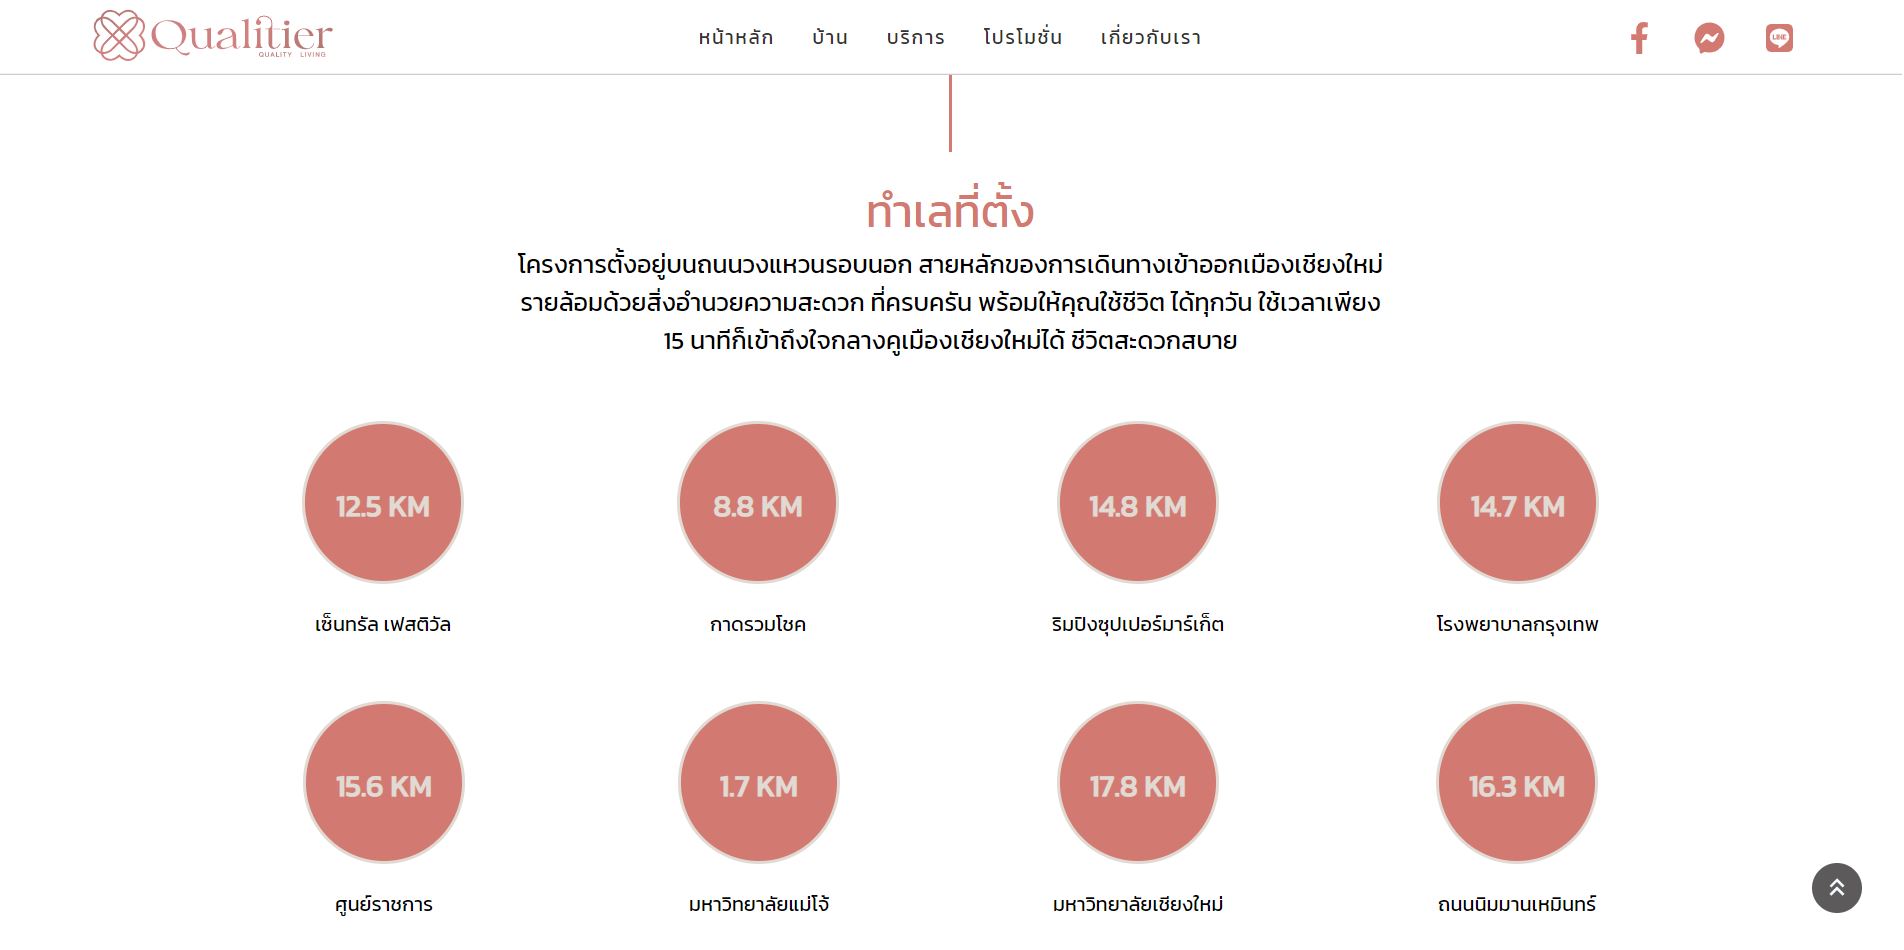 Qualitier
QUALITY LIVING
หน้าหลัก บ้าน บริการ โปรโมชั่น เกี่ยวกับเรา
LINE
ทำเลที่ตั้ง
โครงการตั้งอยู่บนถนนวงแหวนรอบนอก สายหลักของการเดินทางเข้าออกเมืองเชียงใหม่
รายล้อมด้วยสิ่งอำนวยความสะดวก ที่ครบครัน พร้อมให้คุณใช้ชีวิต ได้ทุกวัน ใช้เวลาเพียง
15 นาทีก็เข้าถึงใจกลางคูเมืองเชียงใหม่ได้ ชีวิตสะดวกสบาย
12.5 KM 8.8 KM 14.8 KM 14.7 KM
เซ็นทรัล เฟสติวัล กาดรวมโชค ริมปิงซุปเปอร์มาร์เก็ต โรงพยาบาลกรุงเทพ
15.6 KM 1.7 KM 17.8 KM 16.3 KM
ศูนย์ราชการ มหาวิทยาลัยแม่โจ้ มหาวิทยาลัยเชียงใหม่ ถนนนิมมานเหมินทร์